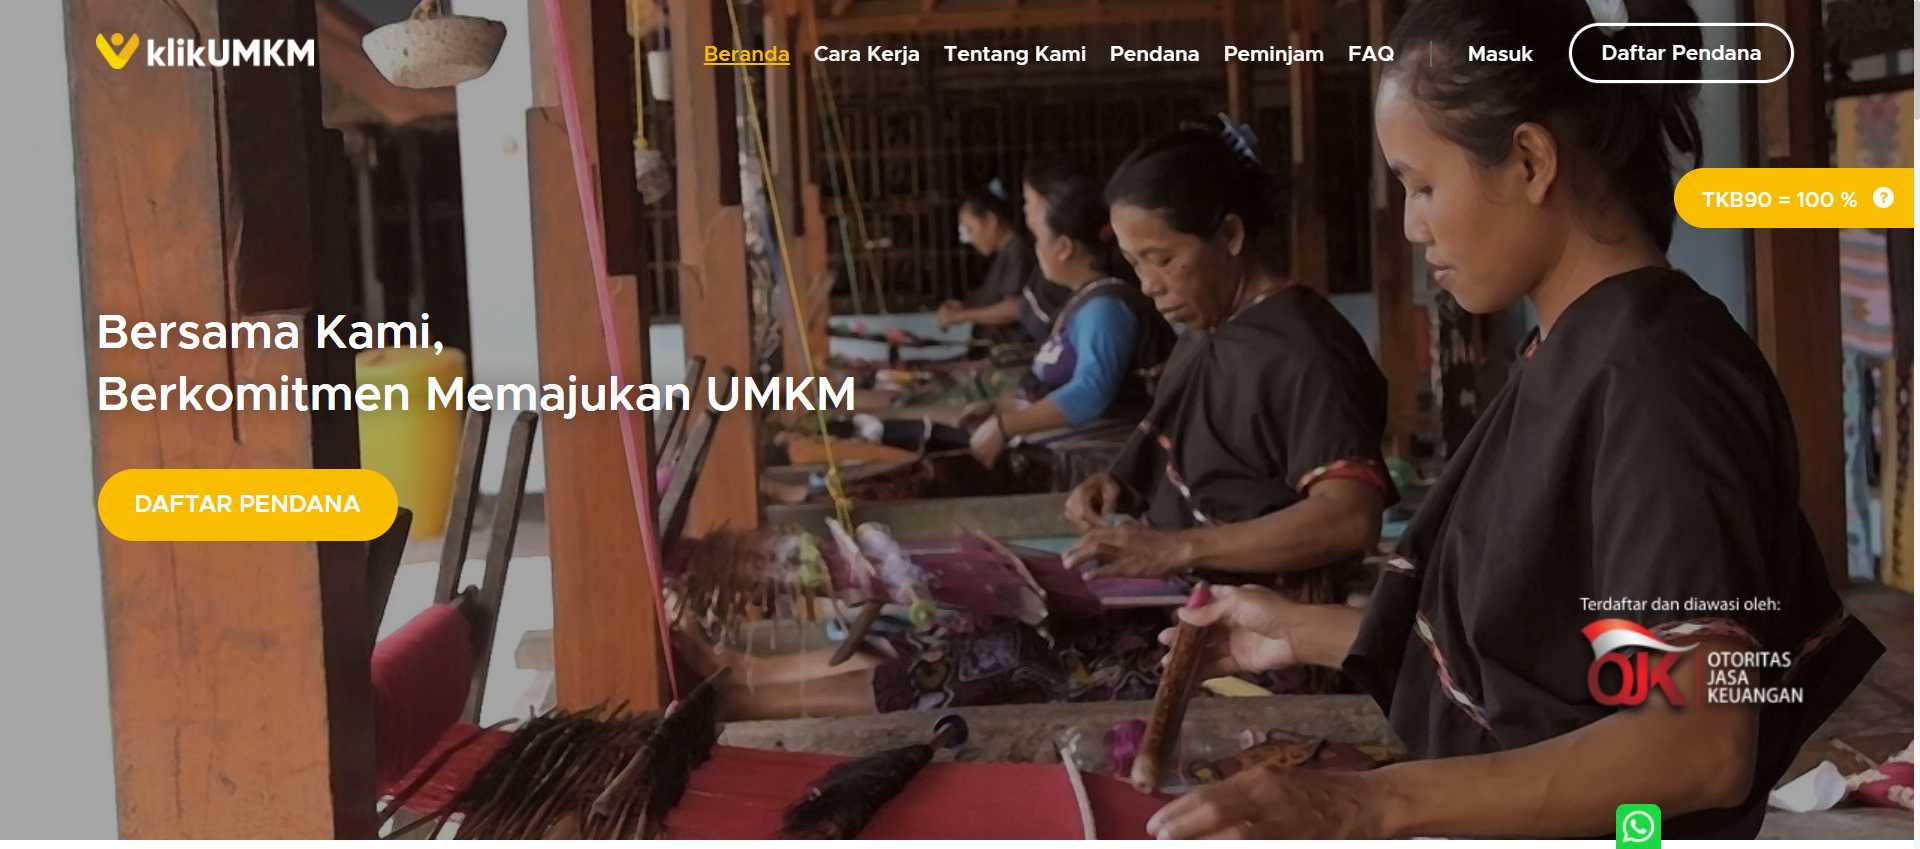 klikUMKM
Beranda Cara Kerja Tentang Kami Pendana Peminjam FAQ Masuk Daftar Pendana
TKB90 = 100 % ?
Bersama Kami,
Berkomitmen Memajukan UMKM
DAFTAR PENDANA
Terdaftar dan diawasi oleh:
OJK
OTORITAS
JASA
KEUANGAN